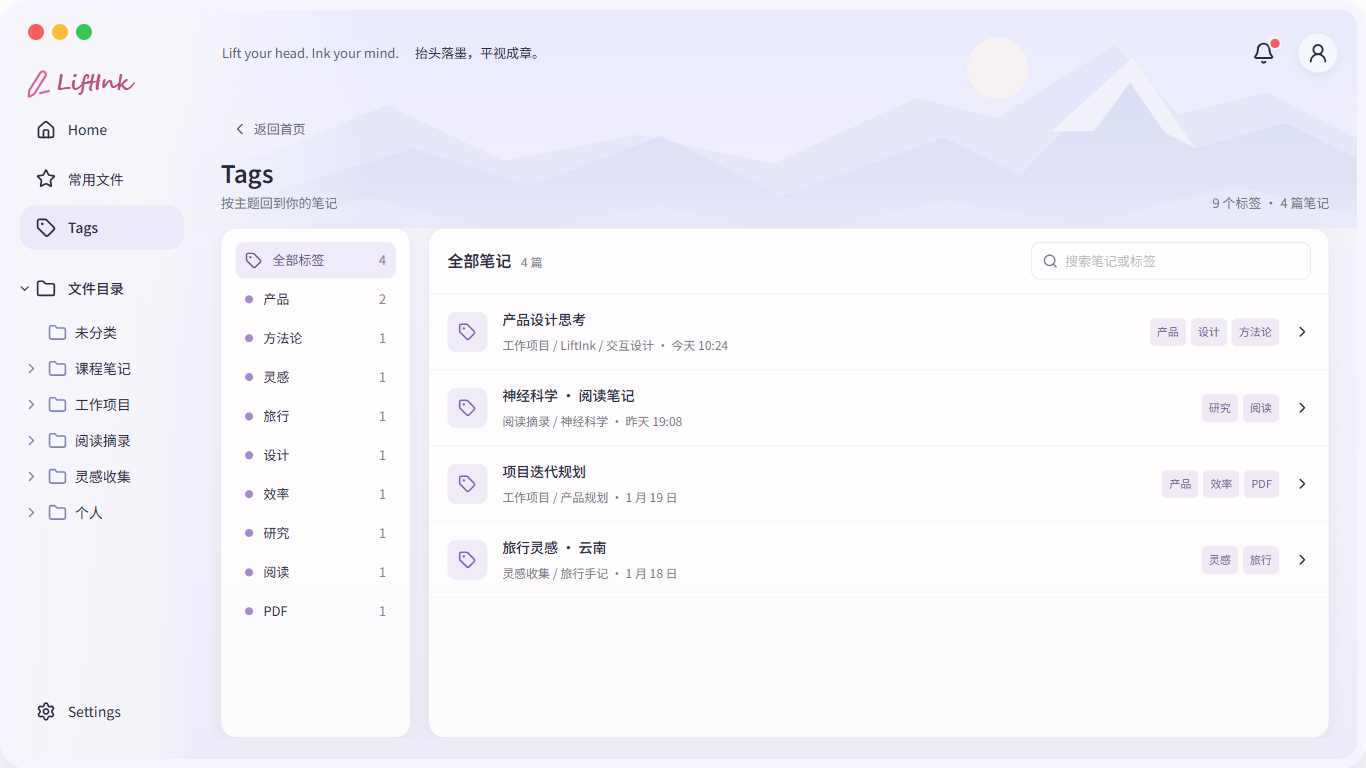 Lift your head. Ink your mind. 抬头落墨，平视成章。
LiftInk
Home
常用文件
Tags
文件目录
未分类
课程笔记
工作项目
阅读摘录
灵感收集
个人
Settings
返回首页
Tags
按主题回到你的笔记
9 个标签 · 4 篇笔记
全部标签 4
产品 2
方法论 1
灵感 1
旅行 1
设计 1
效率 1
研究 1
阅读 1
PDF 1
全部笔记 4 篇
搜索笔记或标签
产品设计思考
工作项目 / LiftInk / 交互设计 · 今天 10:24
产品 设计 方法论
神经科学 · 阅读笔记
阅读摘录 / 神经科学 · 昨天 19:08
研究 阅读
项目迭代规划
工作项目 / 产品规划 · 1 月 19 日
产品 效率 PDF
旅行灵感 · 云南
灵感收集 / 旅行手记 · 1 月 18 日
灵感 旅行